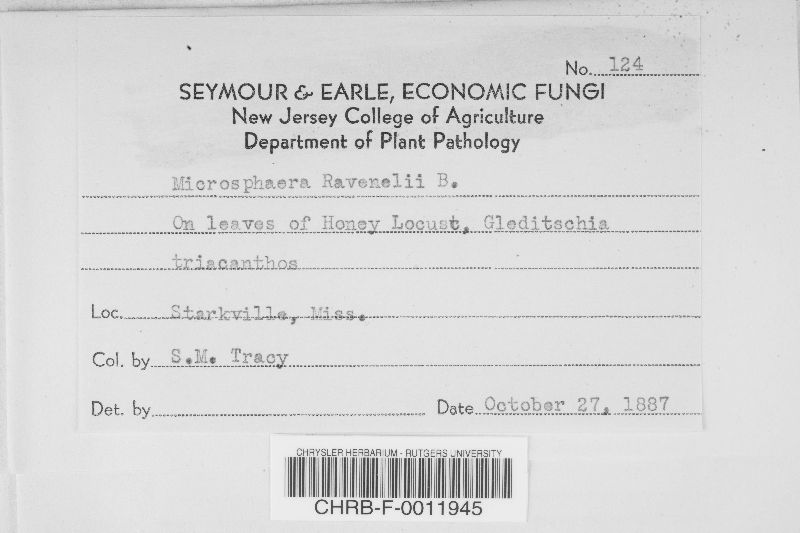 No. 124
SEYMOUR & EARLE, ECONOMIC FUNGI
New Jersey College of Agriculture
Department of Plant Pathology
Microsphaera Ravenelii B.
On leaves of Honey Locust, Gleditschia
triacanthos
Loc. Starkville, Miss.
Col. by S.M. Tracy
Det. by
Date October 27, 1887
CHRYSLER HERBARIUM - RUTGERS UNIVERSITY
CHRB-F-0011945